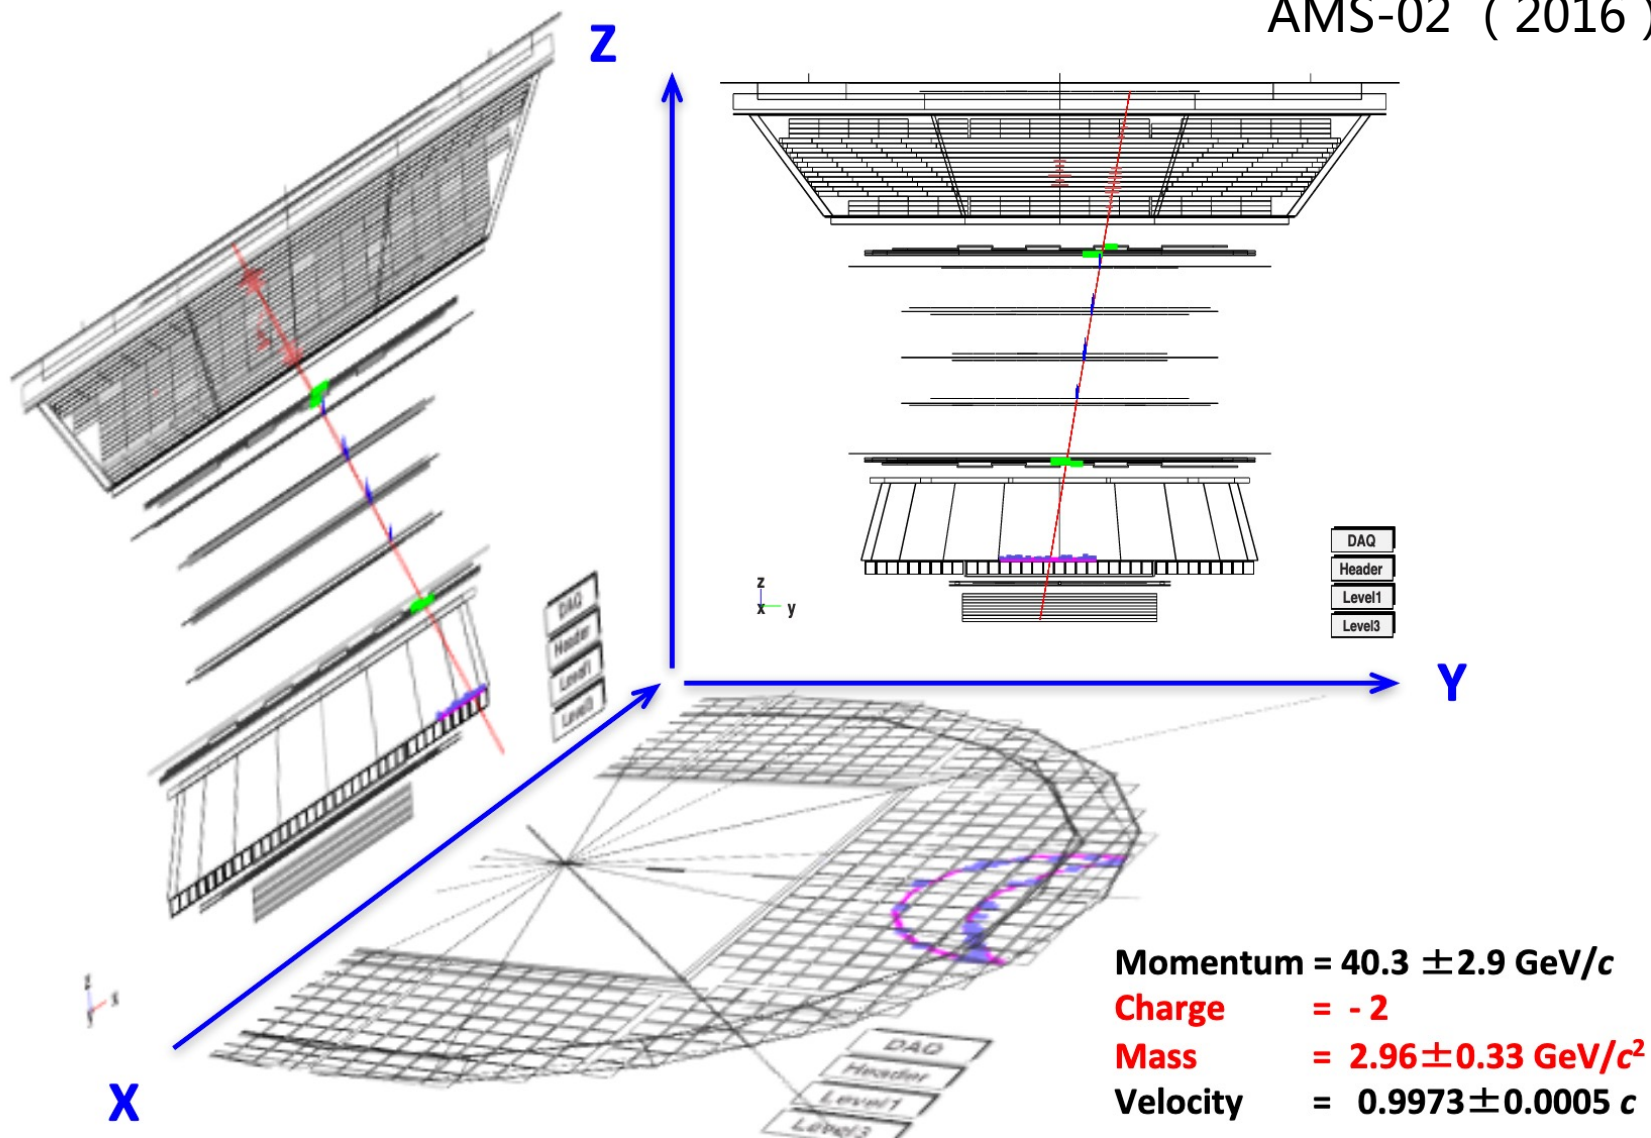 AMS-02 ( 2016 )
Z
DAQ
Header
Level1
Level3
z
x y
DAQ
Header
Level1
Level3
Y
z
x
y
X
DAQ
Header
Level1
Level3
Momentum = 40.3 ±2.9 GeV/c
Charge = - 2
Mass = 2.96±0.33 GeV/c²
Velocity = 0.9973±0.0005 c